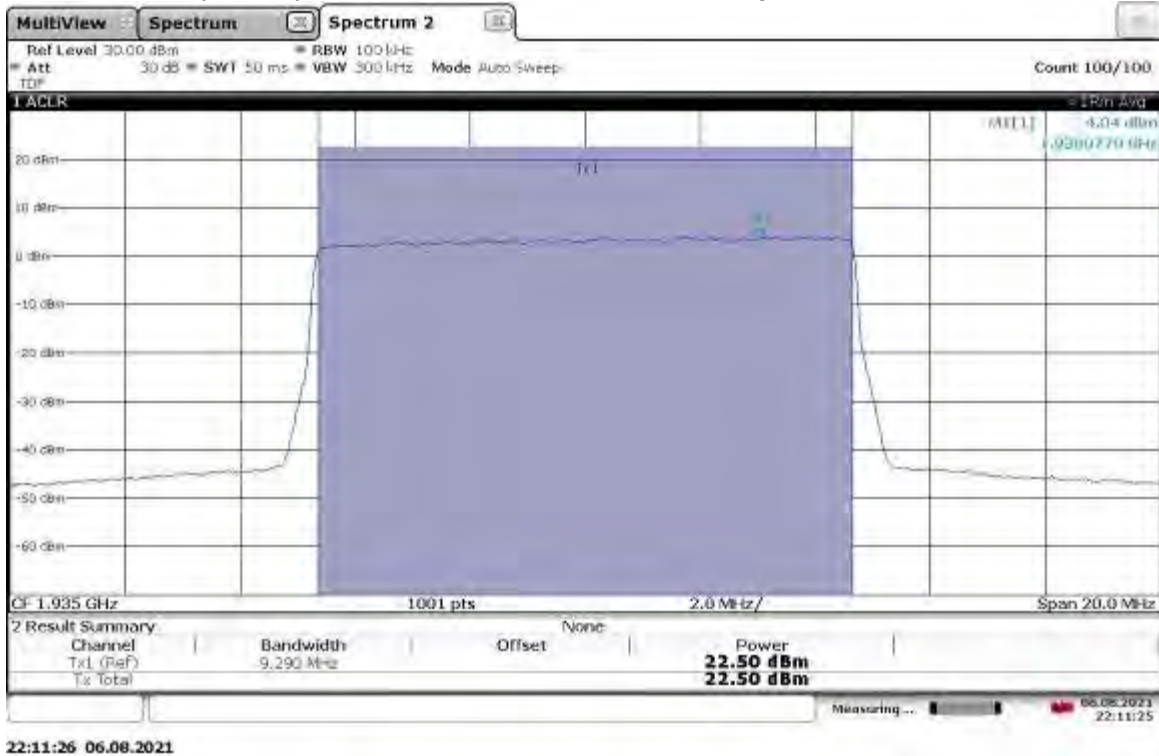 MultiView Spectrum Spectrum 2
Ref Level 30.00 dBm RBW 100 kHz
Att 30 dB SWT 50 ms VBW 300 kHz Mode Auto Sweep Count 100/100
TDF
1 ACLR 1Rm Avg
M1[1] 4.04 dBm
20 dBm
Tx1
10 dBm
0 dBm
-10 dBm
-20 dBm
-30 dBm
-40 dBm
-50 dBm
-60 dBm
CF 1.935 GHz 1001 pts 2.0 MHz/ Span 20.0 MHz
2 Result Summary None
Channel Bandwidth Offset Power
Tx1 (Ref) 9.290 MHz 22.50 dBm
Tx Total 22.50 dBm
Measuring... 06.08.2021
22:11:25
22:11:26 06.08.2021